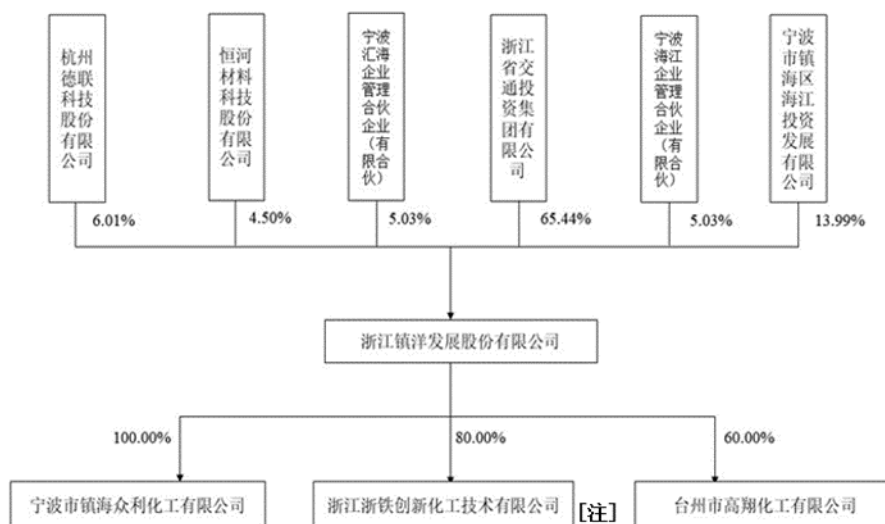 杭州
德联
科技
股份
有限
公司
恒河
材料
科技
股份
有限
公司
宁波
汇海
企业
管理
合伙
企业
（有
限合
伙）
浙江
省交
通投
资集
团有
限公
司
宁波
海江
企业
管理
合伙
企业
（有
限合
伙）
宁波
市镇
海区
海江
投资
发展
有限
公司
6.01%
4.50%
5.03%
65.44%
5.03%
13.99%
浙江镇洋发展股份有限公司
100.00%
80.00%
60.00%
宁波市镇海众利化工有限公司
浙江浙铁创新化工技术有限公司
[注]
台州市高翔化工有限公司